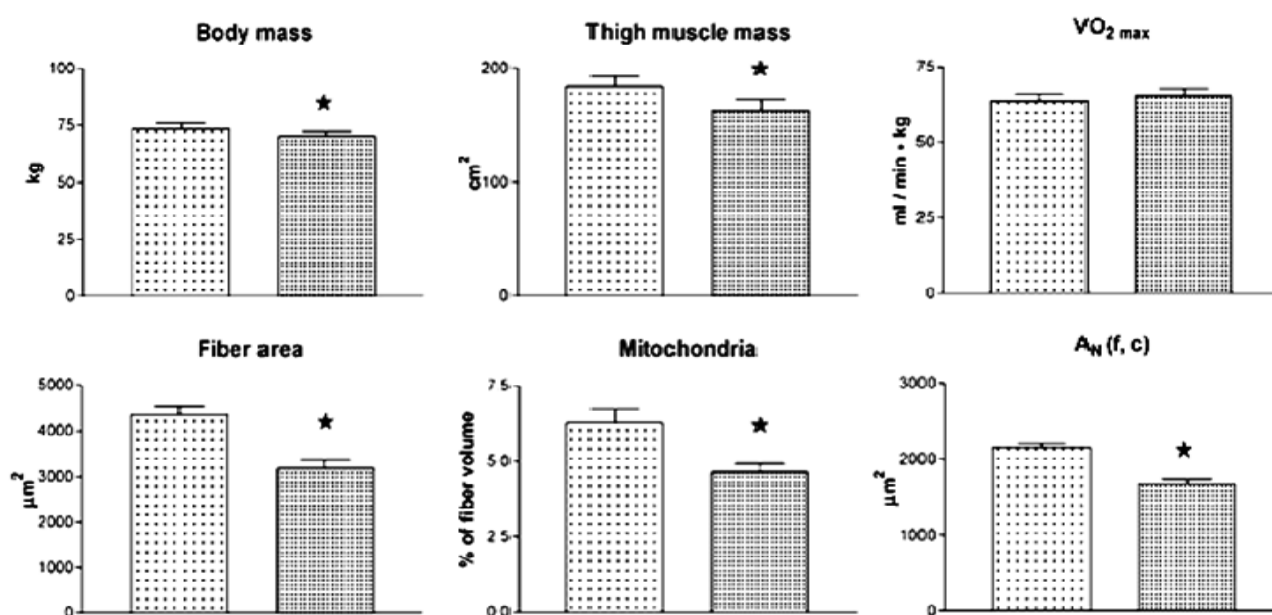 Body mass
100
75
50
25
0
kg
★
Thigh muscle mass
200
100
0
cm²
★
V̇O₂ max
75
50
25
0
ml / min • kg
Fiber area
5000
4000
3000
2000
1000
0
µm²
★
Mitochondria
7.5
5.0
2.5
0.0
% of fiber volume
★
A_N (f, c)
3000
2000
1000
0
µm²
★